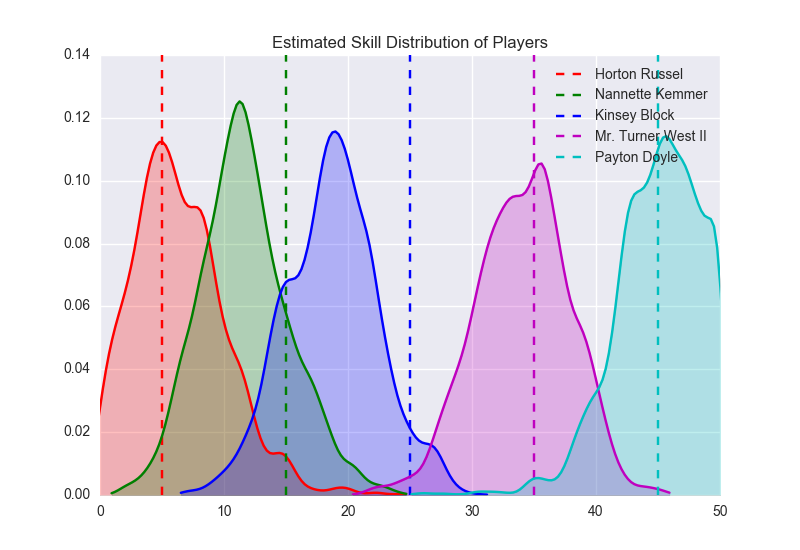 Estimated Skill Distribution of Players
0.14
0.12
0.10
0.08
0.06
0.04
0.02
0.00
Horton Russel
Nannette Kemmer
Kinsey Block
Mr. Turner West II
Payton Doyle
0 10 20 30 40 50